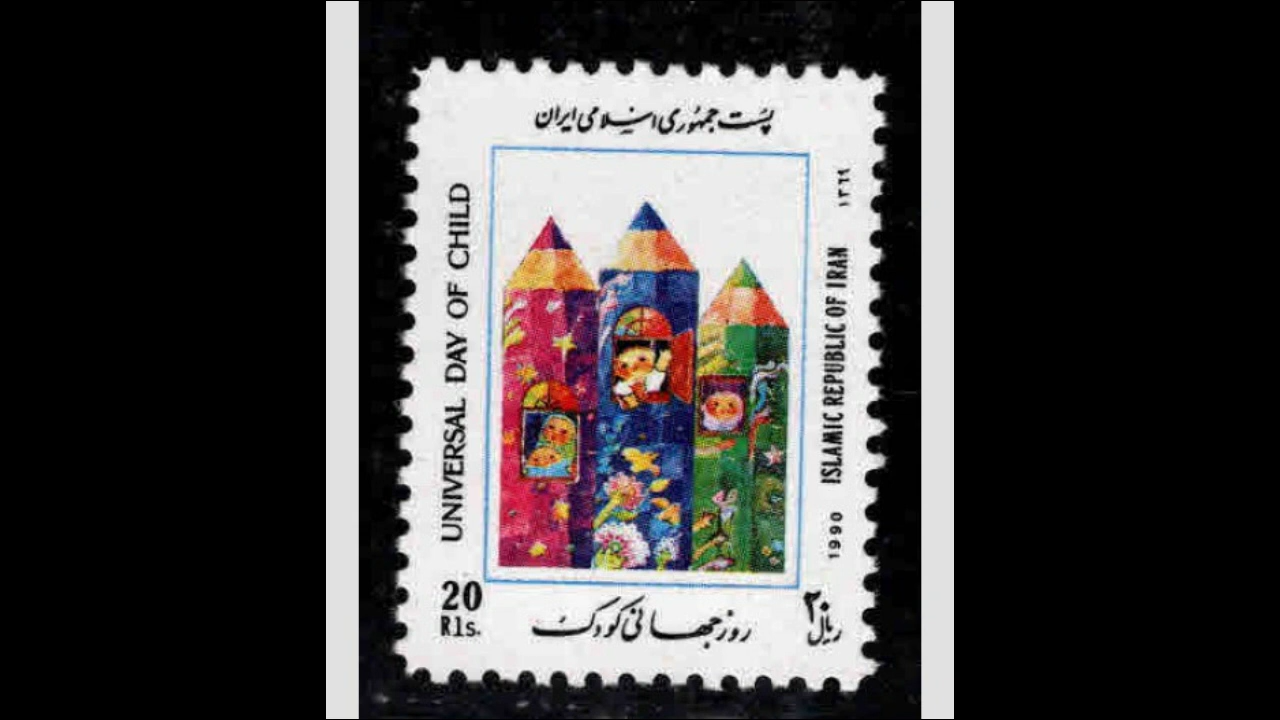 پست جمهوری اسلامی ایران
۱۳۶۹
UNIVERSAL DAY OF CHILD
ISLAMIC REPUBLIC OF IRAN
1990
20
Rls.
روز جهانی کودک
۲۰
ریال